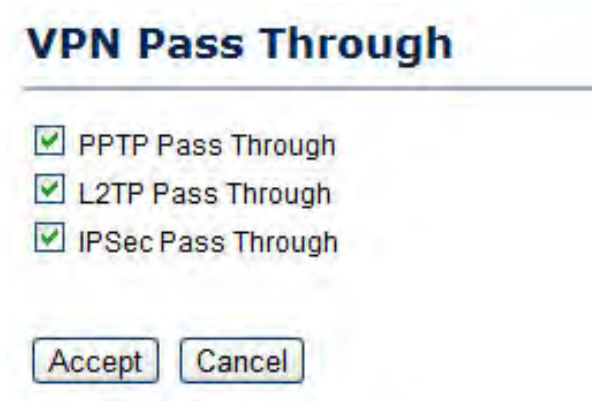 VPN Pass Through
PPTP Pass Through
L2TP Pass Through
IPSec Pass Through
Accept Cancel